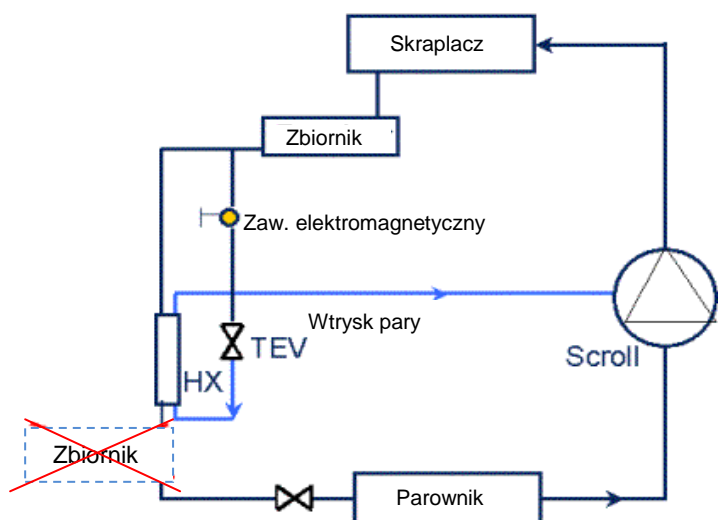 Skraplacz
Zbiornik
Zaw. elektromagnetyczny
Wtrysk pary
TEV
Scroll
HX
Zbiornik
Parownik